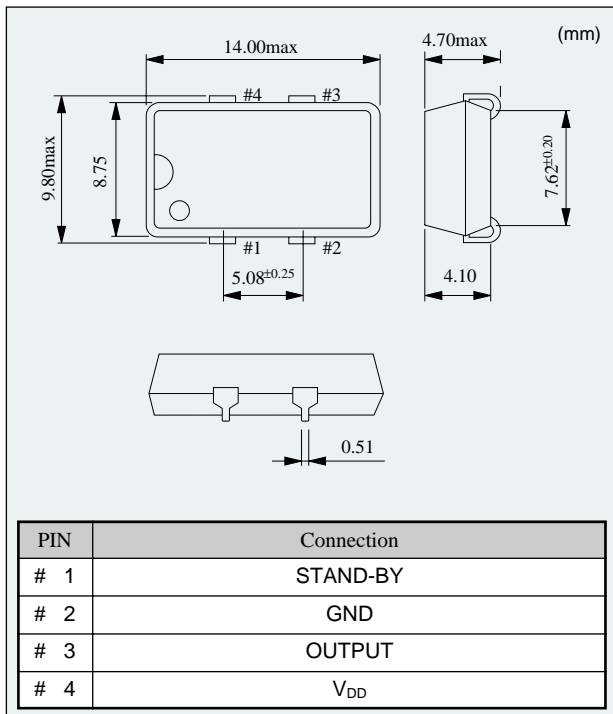 14.00max
4.70max
(mm)
#4
#3
9.80max
8.75
7.62±0.20
#1
#2
5.08±0.25
4.10
0.51
PIN Connection
# 1 STAND-BY
# 2 GND
# 3 OUTPUT
# 4 VDD